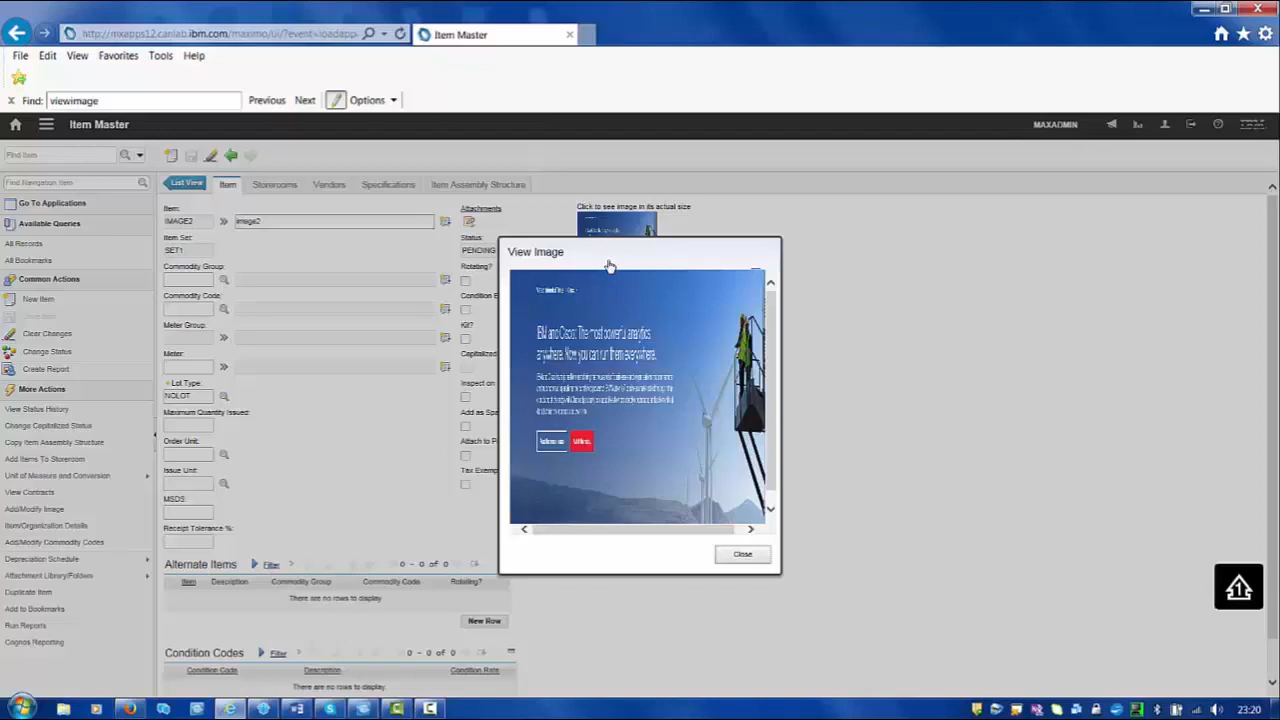 Item Master
http://mxapps12.canlab.ibm.com/maximo/ui/?event=loadapp
File Edit View Favorites Tools Help
x Find: viewimage Previous Next Options
Item Master
MAXADMIN
IBM
Find Item
Find Navigation Item
Go To Applications
Available Queries
All Records
All Bookmarks
Common Actions
New Item
Clear Changes
Change Status
Create Report
More Actions
View Status History
Change Capitalized Status
Copy Item Assembly Structure
Add Items To Storeroom
Unit of Measure and Conversion
View Contracts
Add/Modify Image
Item/Organization Details
Add/Modify Commodity Codes
Depreciation Schedule
Attachment Library/Folders
Duplicate Item
Add to Bookmarks
Run Reports
Cognos Reporting
List View Item Storerooms Vendors Specifications Item Assembly Structure
Item:
IMAGE2 image2
Item Set:
SET1
Commodity Group:
Commodity Code:
Meter Group:
Meter:
Lot Type:
NOLOT
Maximum Quantity Issued:
Order Unit:
Issue Unit:
MSDS:
Receipt Tolerance %:
Attachments
Status:
PENDING
Rotating?
Condition E
Kit?
Capitalized
Inspect on
Add as Spe
Attach to P
Tax Exemp
Click to see image in its actual size
View Image
IBM and Cisco: The most powerful analytics
anywhere. Now you can run them everywhere.
Close
Alternate Items Filter 0 - 0 of 0
Item Description Commodity Group Commodity Code Rotating?
There are no rows to display
New Row
Condition Codes Filter 0 - 0 of 0
Condition Code Description Condition Rate
There are no rows to display.
1
23:20